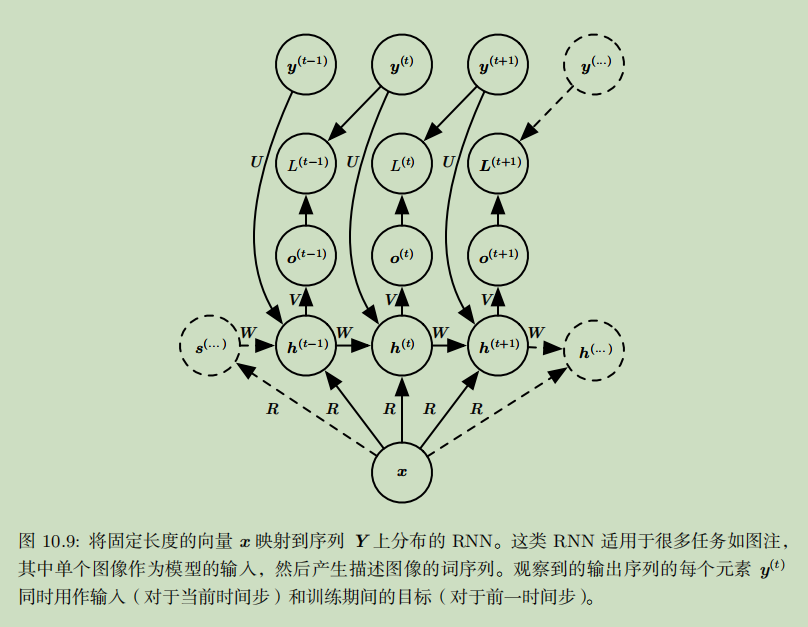 y^(t−1) y^(t) y^(t+1) y^(...)
U L^(t−1) U L^(t) U L^(t+1)
o^(t−1) o^(t) o^(t+1)
V V V
s^(...) W h^(t−1) W h^(t) W h^(t+1) W h^(...)
R R R R R
x
图 10.9: 将固定长度的向量 x 映射到序列 Y 上分布的 RNN。这类 RNN 适用于很多任务如图注，
其中单个图像作为模型的输入，然后产生描述图像的词序列。观察到的输出序列的每个元素 y^(t)
同时用作输入（对于当前时间步）和训练期间的目标（对于前一时间步）。